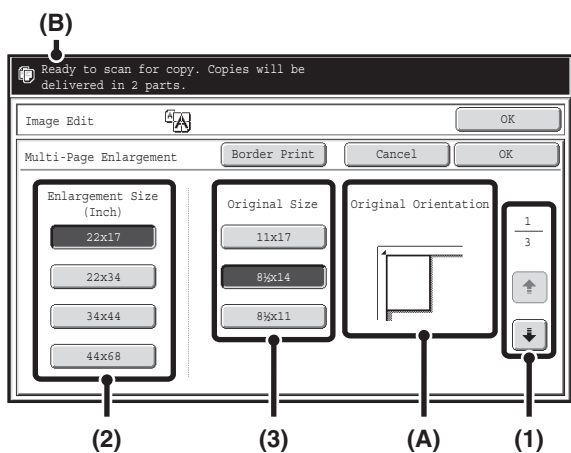 (B)
Ready to scan for copy. Copies will be
delivered in 2 parts.
Image Edit
OK
Multi-Page Enlargement
Border Print
Cancel
OK
Enlargement Size
(Inch)
22x17
22x34
34x44
44x68
Original Size
11x17
8½x14
8½x11
Original Orientation
1
3
(2)
(3)
(A)
(1)